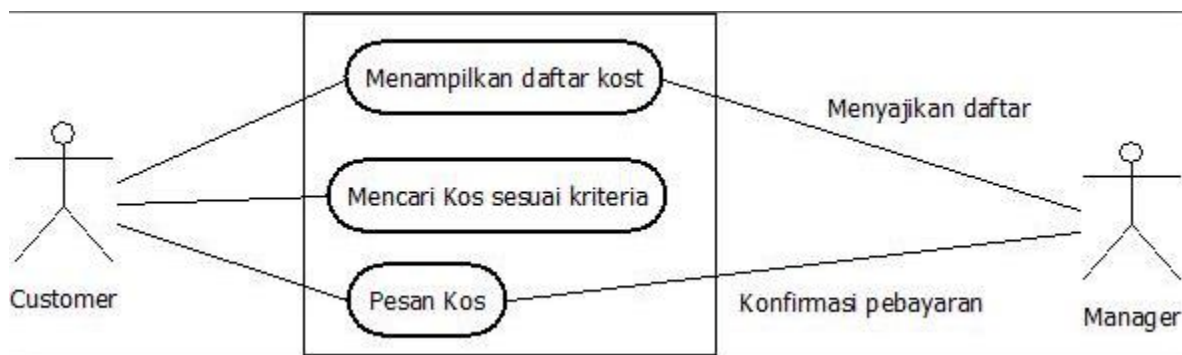 Menampilkan daftar kost
Menyajikan daftar
Mencari Kos sesuai kriteria
Pesan Kos
Konfirmasi pebayaran
Customer
Manager